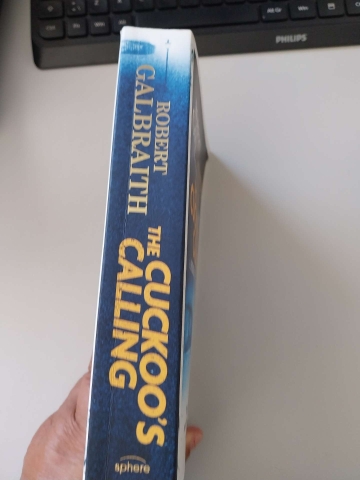 PHILIPS
ROBERT
GALBRAITH
THE CUCKOO'S
CALLING
sphere